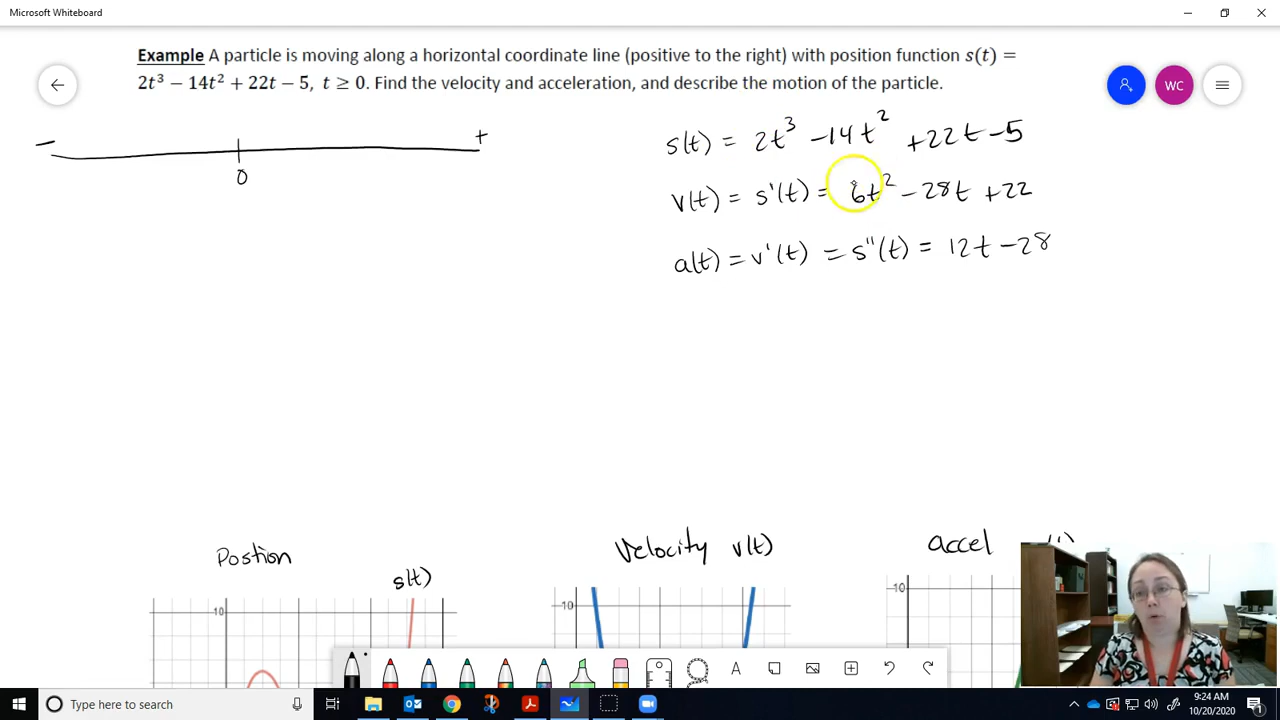 Microsoft Whiteboard
Example A particle is moving along a horizontal coordinate line (positive to the right) with position function s(t) =
2t³ − 14t² + 22t − 5, t ≥ 0. Find the velocity and acceleration, and describe the motion of the particle.
WC
− +
0
s(t) = 2t³ −14t² +22t −5
v(t) = s'(t) = 6t² −28t +22
a(t) = v'(t) = s''(t) = 12t −28
Postion
s(t)
Velocity v(t)
accel
-10
-10
-10
A
Type here to search
9:24 AM
10/20/2020